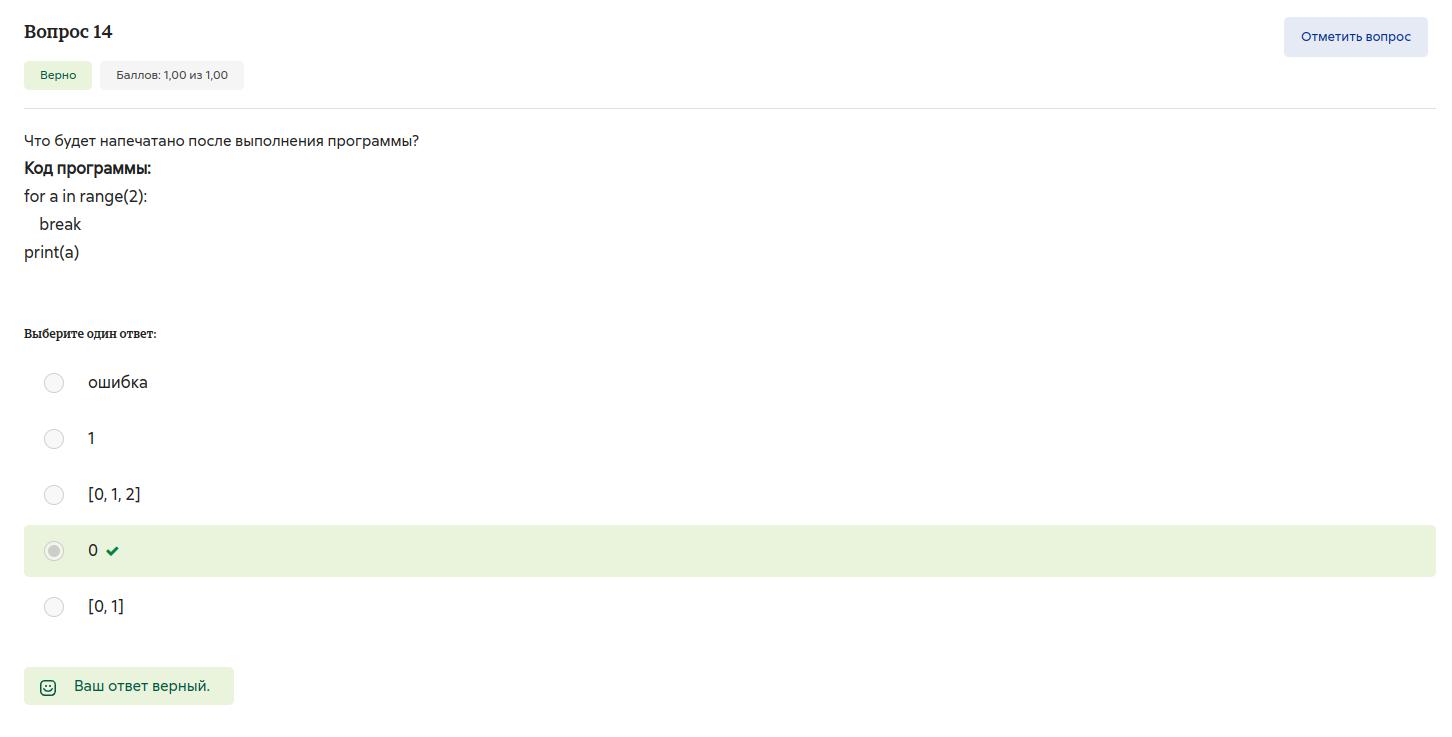 Вопрос 14
Отметить вопрос
Верно
Баллов: 1,00 из 1,00
Что будет напечатано после выполнения программы?
Код программы:
for a in range(2):
    break
print(a)
Выберите один ответ:
ошибка
1
[0, 1, 2]
0
[0, 1]
Ваш ответ верный.